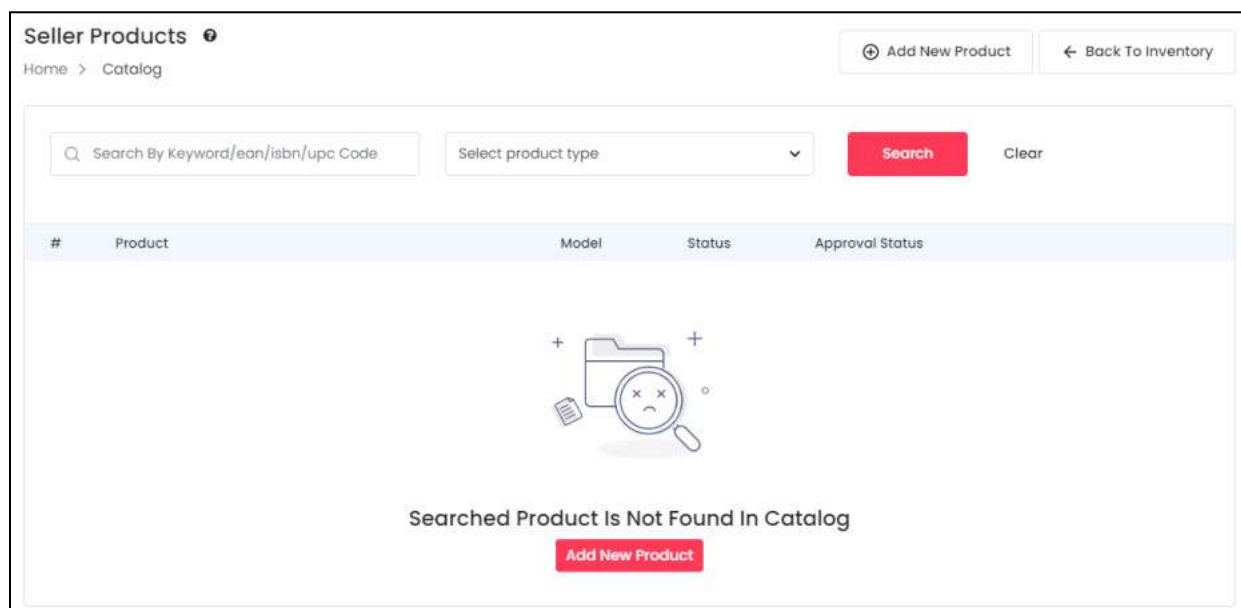 Seller Products
Add New Product
Back To Inventory
Home > Catalog
Search By Keyword/ean/isbn/upc Code
Select product type
Search
Clear
# Product Model Status Approval Status
Searched Product Is Not Found In Catalog
Add New Product